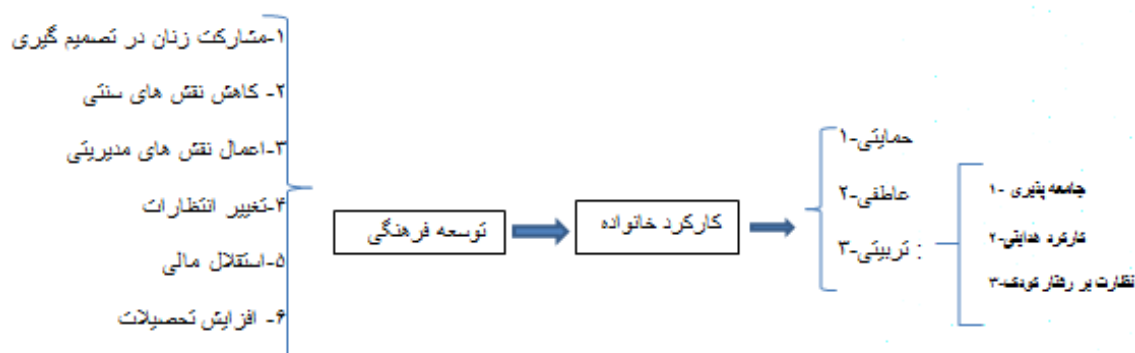 ۱-مشارکت زنان در تصمیم گیری
۲- کاهش نقش های سنتی
۳-اعمال نقش های مدیریتی
۴-تغییر انتظارات
۵-استقلال مالی
۶- افزایش تحصیلات
توسعه فرهنگی
کارکرد خانواده
۱-حمایتی
۲-عاطفی
۳-تربیتی :
۱- جامعه پذیری
۲-کارکرد هدایتی
۳-نظارت بر رفتار کودک